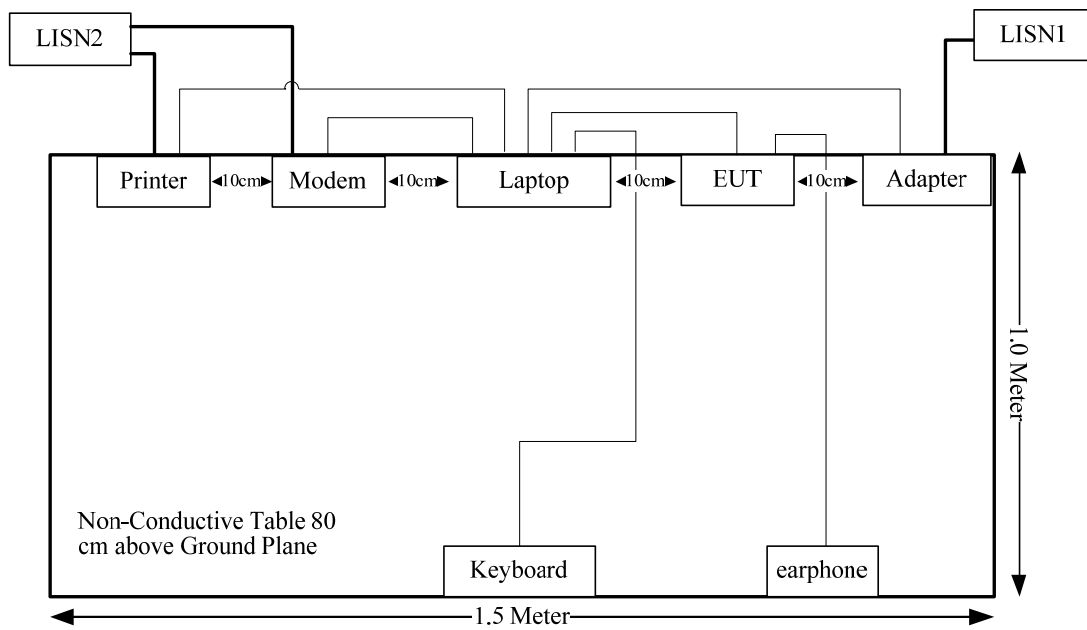 LISN2
LISN1
Printer
10cm
Modem
10cm
Laptop
10cm
EUT
10cm
Adapter
1.0 Meter
Non-Conductive Table 80
cm above Ground Plane
Keyboard
earphone
1.5 Meter